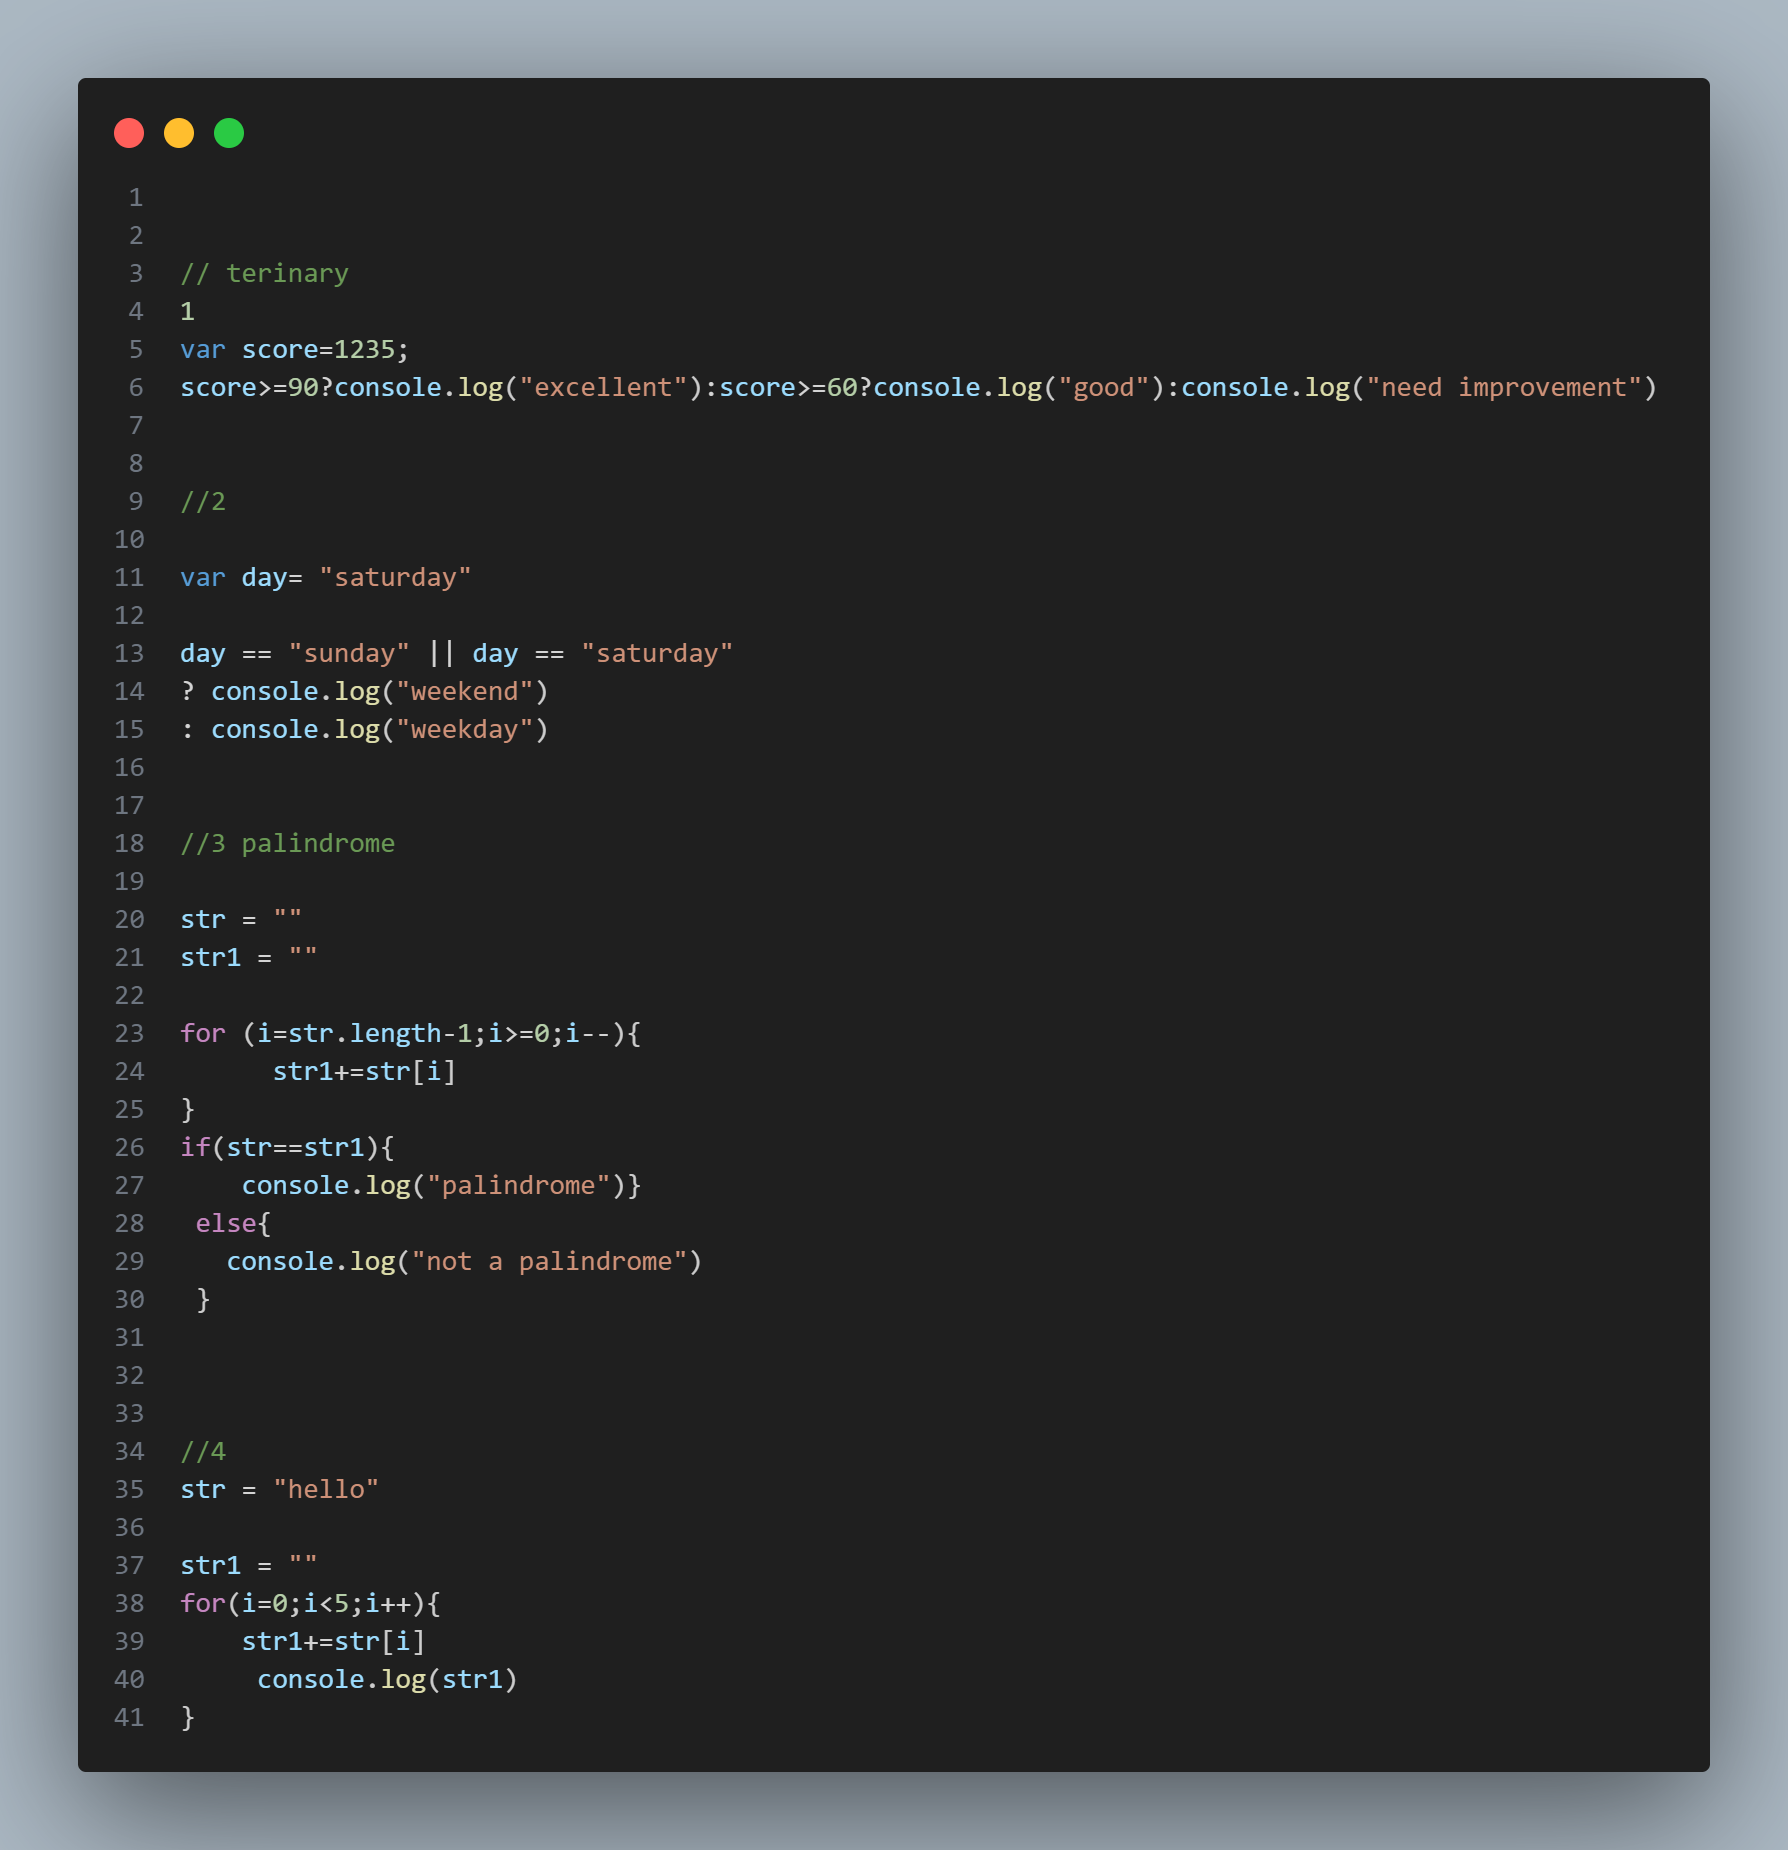 1
2
3 // terinary
4 1
5 var score=1235;
6 score>=90?console.log("excellent"):score>=60?console.log("good"):console.log("need improvement")
7
8
9 //2
10
11 var day= "saturday"
12
13 day == "sunday" || day == "saturday"
14 ? console.log("weekend")
15 : console.log("weekday")
16
17
18 //3 palindrome
19
20 str = ""
21 str1 = ""
22
23 for (i=str.length-1;i>=0;i--){
24       str1+=str[i]
25 }
26 if(str==str1){
27     console.log("palindrome")}
28  else{
29    console.log("not a palindrome")
30  }
31
32
33
34 //4
35 str = "hello"
36
37 str1 = ""
38 for(i=0;i<5;i++){
39     str1+=str[i]
40      console.log(str1)
41 }